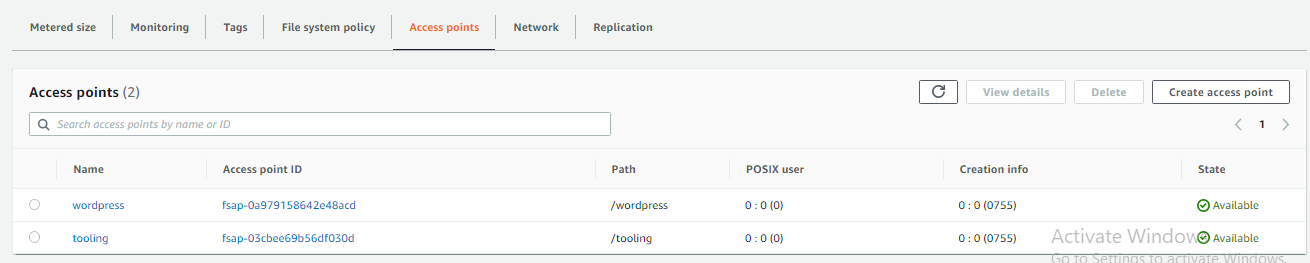 Metered size Monitoring Tags File system policy Access points Network Replication
Access points (2) View details Delete Create access point
Search access points by name or ID 1
Name Access point ID Path POSIX user Creation info State
wordpress fsap-0a979158642e48acd /wordpress 0 : 0 (0) 0 : 0 (0755) Available
tooling fsap-03cbee69b56df030d /tooling 0 : 0 (0) 0 : 0 (0755) Available
Activate Windows
Go to Settings to activate Windows.